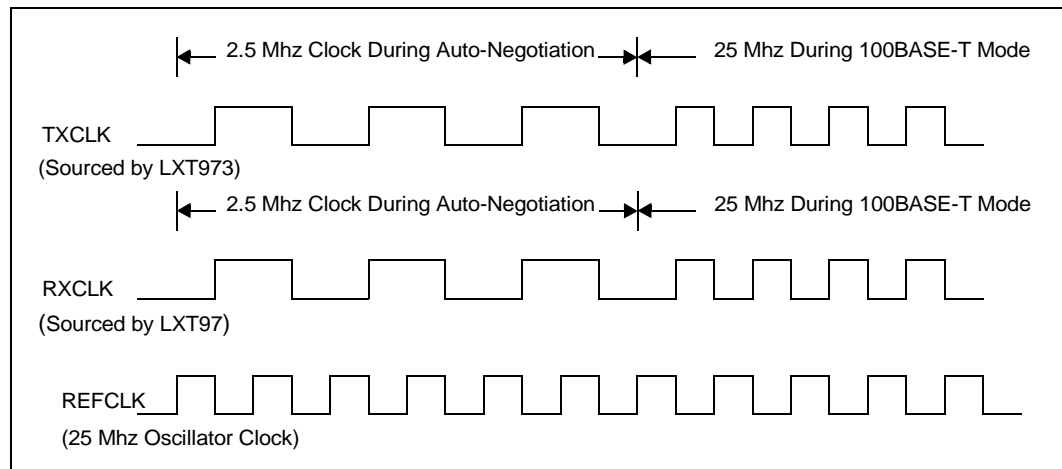 2.5 Mhz Clock During Auto-Negotiation 25 Mhz During 100BASE-T Mode
TXCLK
(Sourced by LXT973)
2.5 Mhz Clock During Auto-Negotiation 25 Mhz During 100BASE-T Mode
RXCLK
(Sourced by LXT97)
REFCLK
(25 Mhz Oscillator Clock)